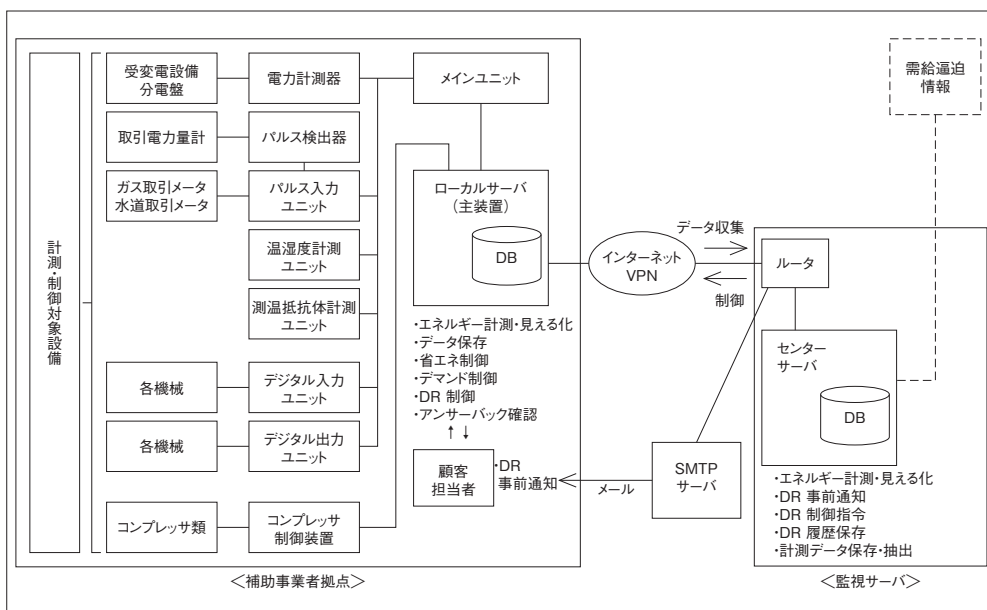 計測・制御対象設備
受変電設備
分電盤
電力計測器
メインユニット
取引電力量計
パルス検出器
ガス取引メータ
水道取引メータ
パルス入力
ユニット
温湿度計測
ユニット
測温抵抗体計測
ユニット
各機械
デジタル入力
ユニット
各機械
デジタル出力
ユニット
コンプレッサ類
コンプレッサ
制御装置
ローカルサーバ
（主装置）
DB
・エネルギー計測・見える化
・データ保存
・省エネ制御
・デマンド制御
・DR 制御
・アンサーバック確認
↑ ↓
顧客
担当者
・DR
事前通知
メール
＜補助事業者拠点＞
インターネット
VPN
データ収集
制御
SMTP
サーバ
需給逼迫
情報
ルータ
センター
サーバ
DB
・エネルギー計測・見える化
・DR 事前通知
・DR 制御指令
・DR 履歴保存
・計測データ保存・抽出
＜監視サーバ＞